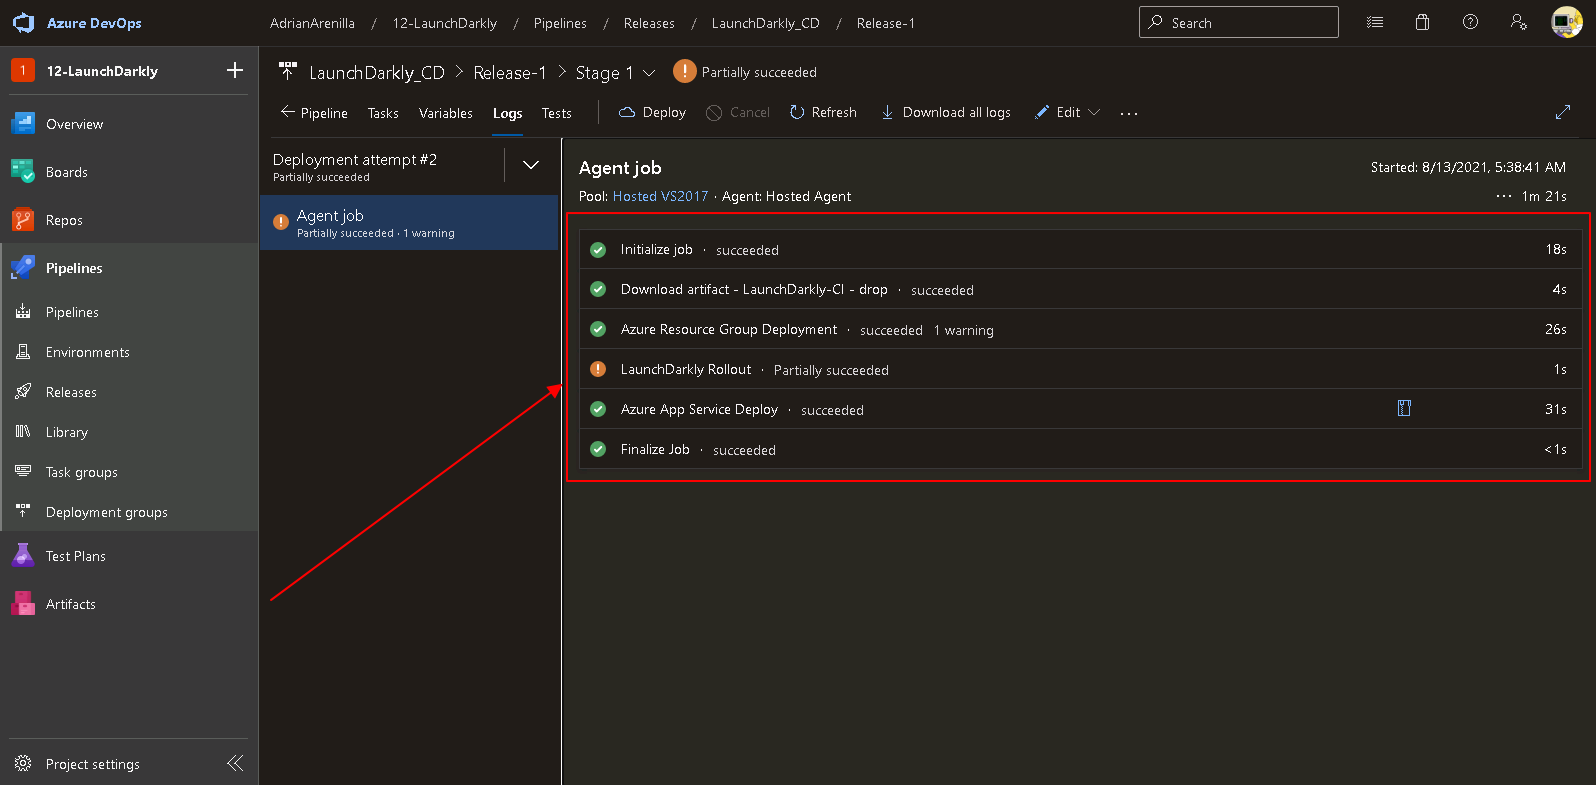 Azure DevOps
AdrianArenilla / 12-LaunchDarkly / Pipelines / Releases / LaunchDarkly_CD / Release-1
Search
1 12-LaunchDarkly
Overview
Boards
Repos
Pipelines
Pipelines
Environments
Releases
Library
Task groups
Deployment groups
Test Plans
Artifacts
Project settings
LaunchDarkly_CD > Release-1 > Stage 1 Partially succeeded
Pipeline Tasks Variables Logs Tests Deploy Cancel Refresh Download all logs Edit ...
Deployment attempt #2
Partially succeeded
Agent job
Partially succeeded · 1 warning
Agent job Started: 8/13/2021, 5:38:41 AM
Pool: Hosted VS2017 · Agent: Hosted Agent ... 1m 21s
Initialize job · succeeded 18s
Download artifact - LaunchDarkly-CI - drop · succeeded 4s
Azure Resource Group Deployment · succeeded 1 warning 26s
LaunchDarkly Rollout · Partially succeeded 1s
Azure App Service Deploy · succeeded 31s
Finalize Job · succeeded <1s